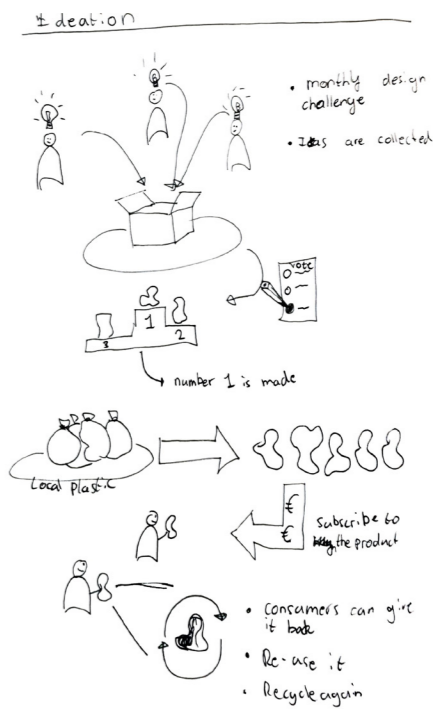 Ideation
• monthly design
challenge
• Ideas are collected
vote
1
2
3
number 1 is made
Local plastic
€
€
subscribe to
the product
• Consumers can give
it back
• Re-use it
• Recycle again